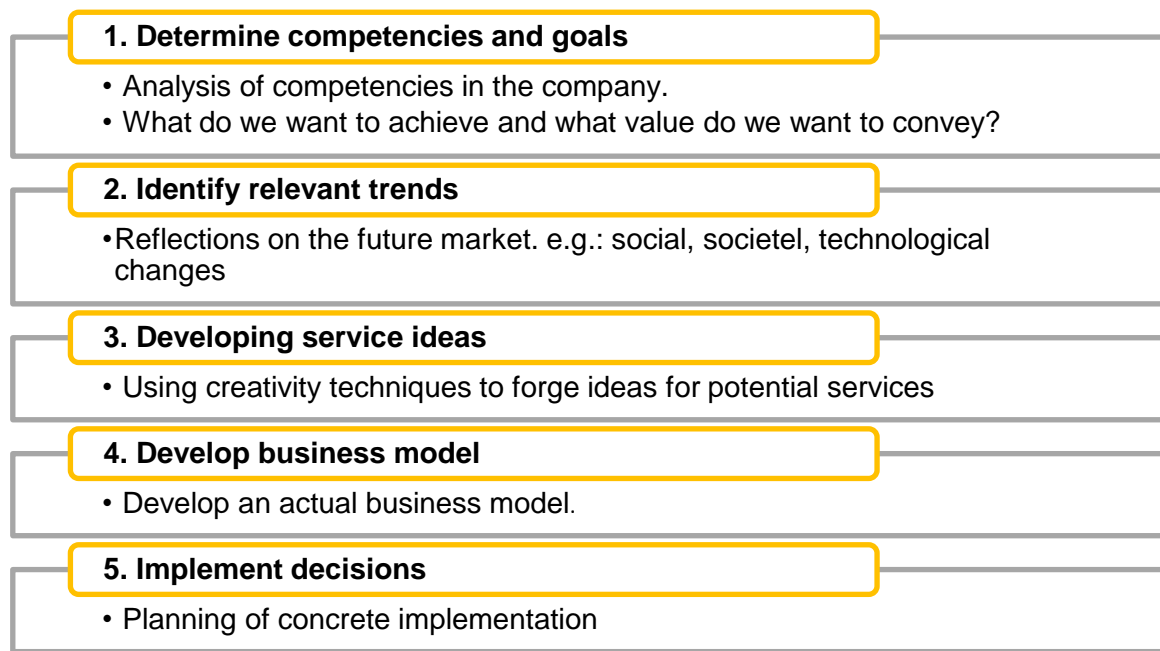 1. Determine competencies and goals
• Analysis of competencies in the company.
• What do we want to achieve and what value do we want to convey?
2. Identify relevant trends
•Reflections on the future market. e.g.: social, societel, technological
changes
3. Developing service ideas
• Using creativity techniques to forge ideas for potential services
4. Develop business model
• Develop an actual business model.
5. Implement decisions
• Planning of concrete implementation